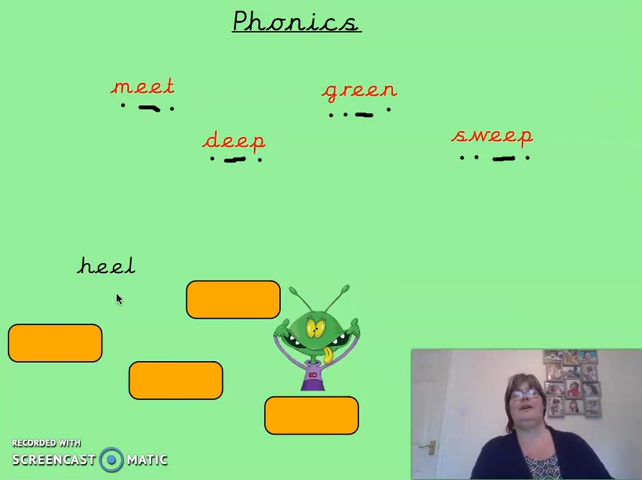 Phonics
meet
green
deep
sweep
heel
RECORDED WITH
SCREENCAST MATIC